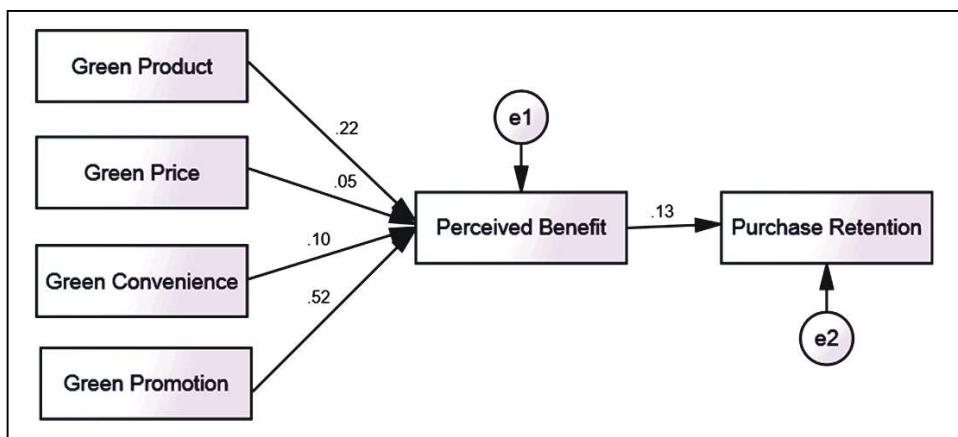 Green Product
e1
.22
Green Price
.05
Perceived Benefit
.13
Purchase Retention
.10
Green Convenience
.52
e2
Green Promotion